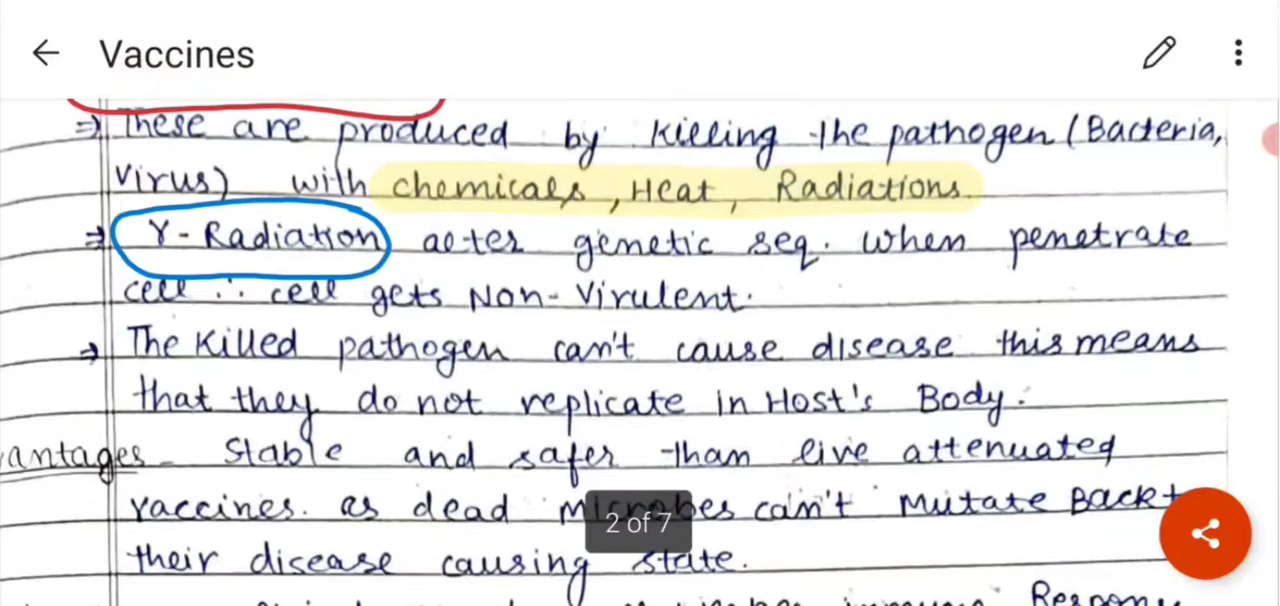 Vaccines
⇒ These are produced by Killing the pathogen (Bacteria,
Virus) with chemicals, Heat, Radiations
⇒ γ-Radiation alter genetic seq. When penetrate
cell ∴ cell gets Non-Virulent.
→ The Killed pathogen can't cause disease this means
that they do not replicate in Host's Body.
antages - Stable and safer than live attenuated
vaccines. as dead microbes can't Mutate Back t
their disease causing state.
2 of 7
immune Respons